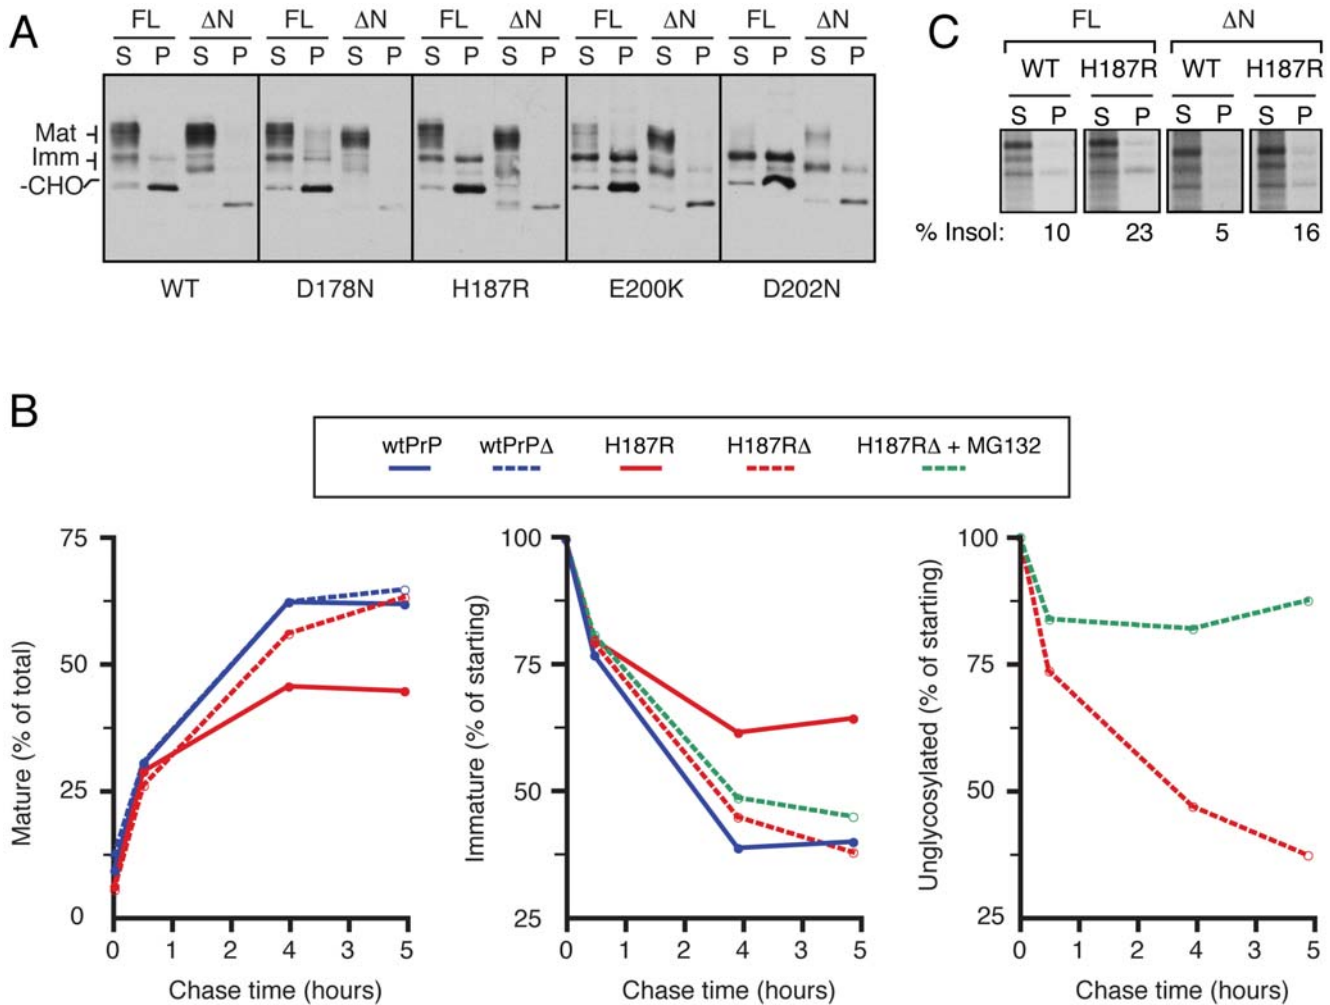 A
FL ΔN FL ΔN FL ΔN FL ΔN FL ΔN
S P S P S P S P S P S P S P S P S P S P
Mat
Imm
-CHO
WT D178N H187R E200K D202N
C
FL ΔN
WT H187R WT H187R
S P S P S P S P
% Insol: 10 23 5 16
B
wtPrP wtPrPΔ H187R H187RΔ H187RΔ + MG132
Mature (% of total)
75
50
25
0
0 1 2 4 3 5
Chase time (hours)
Immature (% of starting)
100
75
50
25
0 1 2 4 3 5
Chase time (hours)
Unglycosylated (% of starting)
100
75
50
25
0 1 2 4 3 5
Chase time (hours)